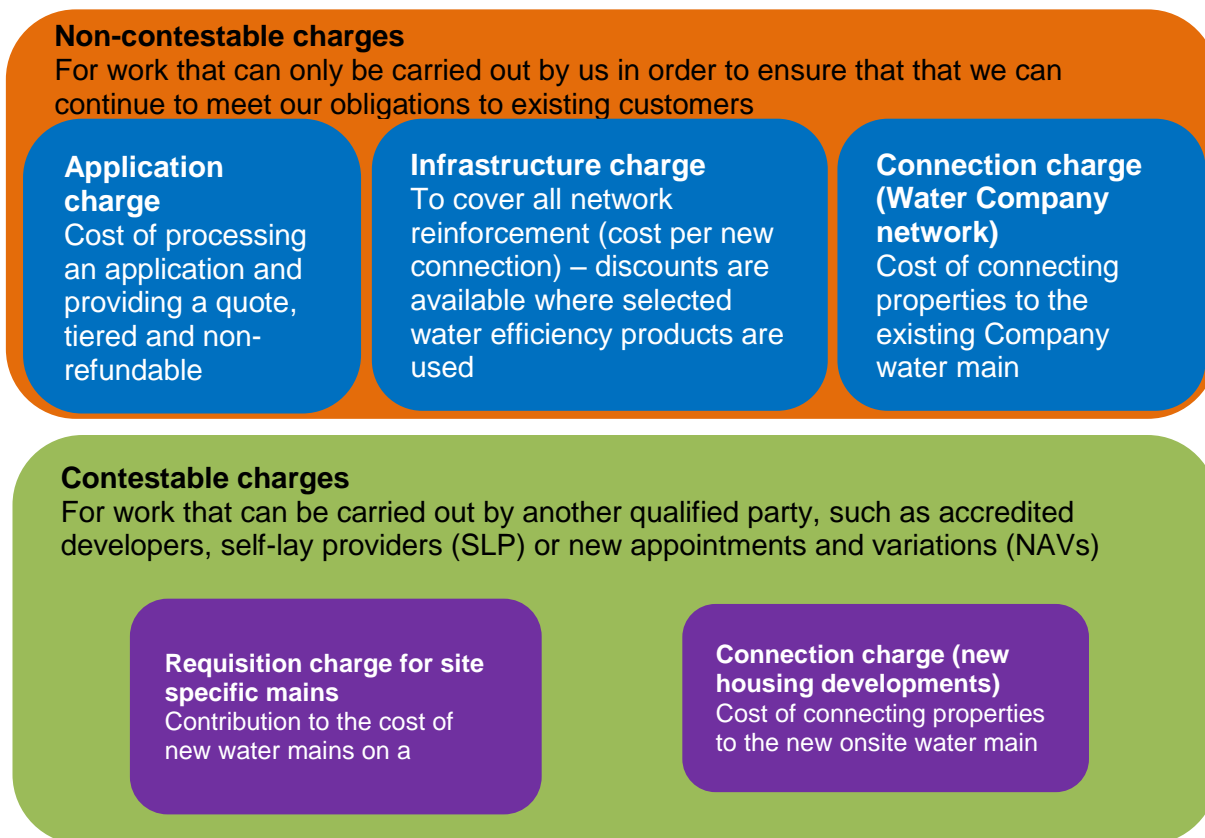 Non-contestable charges
For work that can only be carried out by us in order to ensure that that we can
continue to meet our obligations to existing customers
Application
charge
Cost of processing
an application and
providing a quote,
tiered and non-
refundable
Infrastructure charge
To cover all network
reinforcement (cost per new
connection) – discounts are
available where selected
water efficiency products are
used
Connection charge
(Water Company
network)
Cost of connecting
properties to the
existing Company
water main
Contestable charges
For work that can be carried out by another qualified party, such as accredited
developers, self-lay providers (SLP) or new appointments and variations (NAVs)
Requisition charge for site
specific mains
Contribution to the cost of
new water mains on a
Connection charge (new
housing developments)
Cost of connecting properties
to the new onsite water main